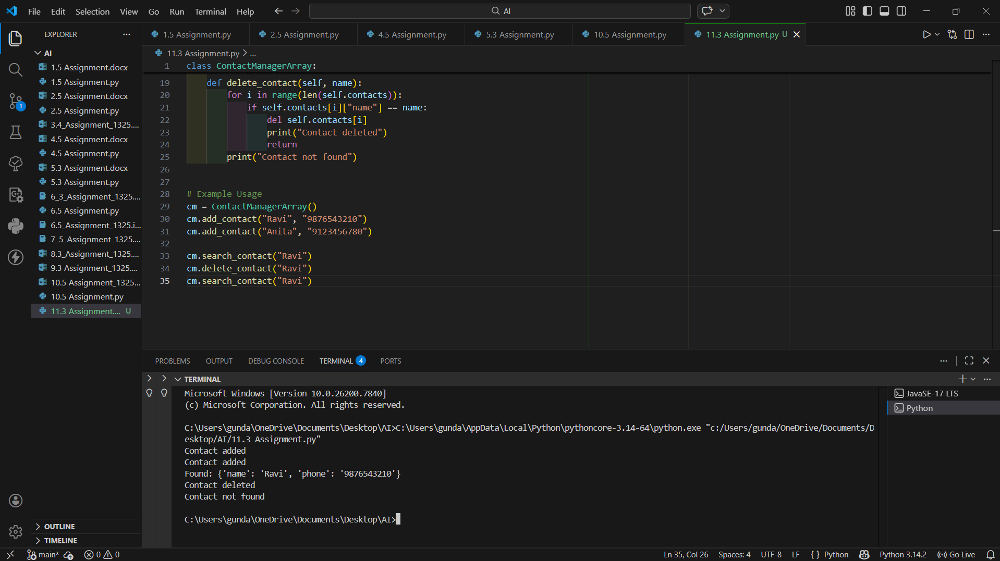 File Edit Selection View Go Run Terminal Help
AI
EXPLORER
1.5 Assignment.py
2.5 Assignment.py
4.5 Assignment.py
5.3 Assignment.py
10.5 Assignment.py
11.3 Assignment.py U
AI
1.5 Assignment.docx
1.5 Assignment.py
2.5 Assignment.docx
2.5 Assignment.py
3.4_Assignment_1325....
4.5 Assignment.docx
4.5 Assignment.py
5.3 Assignment.docx
5.3 Assignment.py
6_3_Assignment_1325....
6.5 Assignment.py
6.5_Assignment_1325.i...
7_5_Assignment_1325....
8.3_Assignment_1325....
9.3 Assignment_1325....
10.5 Assignment_1325...
10.5 Assignment.py
11.3 Assignment.... U
OUTLINE
TIMELINE
1
11.3 Assignment.py > ...
1 class ContactManagerArray:
19 def delete_contact(self, name):
20 for i in range(len(self.contacts)):
21 if self.contacts[i]["name"] == name:
22 del self.contacts[i]
23 print("Contact deleted")
24 return
25 print("Contact not found")
26
27
28 # Example Usage
29 cm = ContactManagerArray()
30 cm.add_contact("Ravi", "9876543210")
31 cm.add_contact("Anita", "9123456780")
32
33 cm.search_contact("Ravi")
34 cm.delete_contact("Ravi")
35 cm.search_contact("Ravi")
PROBLEMS OUTPUT DEBUG CONSOLE TERMINAL 4 PORTS
TERMINAL
Microsoft Windows [Version 10.0.26200.7840]
(c) Microsoft Corporation. All rights reserved.
C:\Users\gunda\OneDrive\Documents\Desktop\AI>C:\Users\gunda\AppData\Local\Python\pythoncore-3.14-64\python.exe "c:/Users/gunda/OneDrive/Documents/D
esktop/AI/11.3 Assignment.py"
Contact added
Contact added
Found: {'name': 'Ravi', 'phone': '9876543210'}
Contact deleted
Contact not found
C:\Users\gunda\OneDrive\Documents\Desktop\AI>
JavaSE-17 LTS
Python
main* 0 0
Ln 35, Col 26 Spaces: 4 UTF-8 LF { } Python Python 3.14.2 Go Live